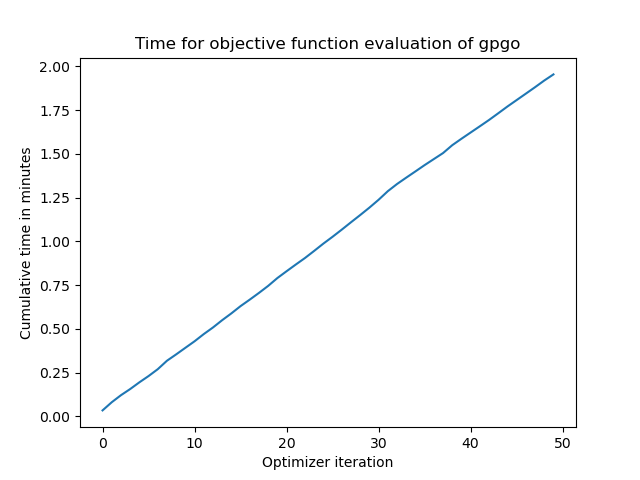 Time for objective function evaluation of gpgo
Cumulative time in minutes
2.00
1.75
1.50
1.25
1.00
0.75
0.50
0.25
0.00
0 10 20 30 40 50
Optimizer iteration